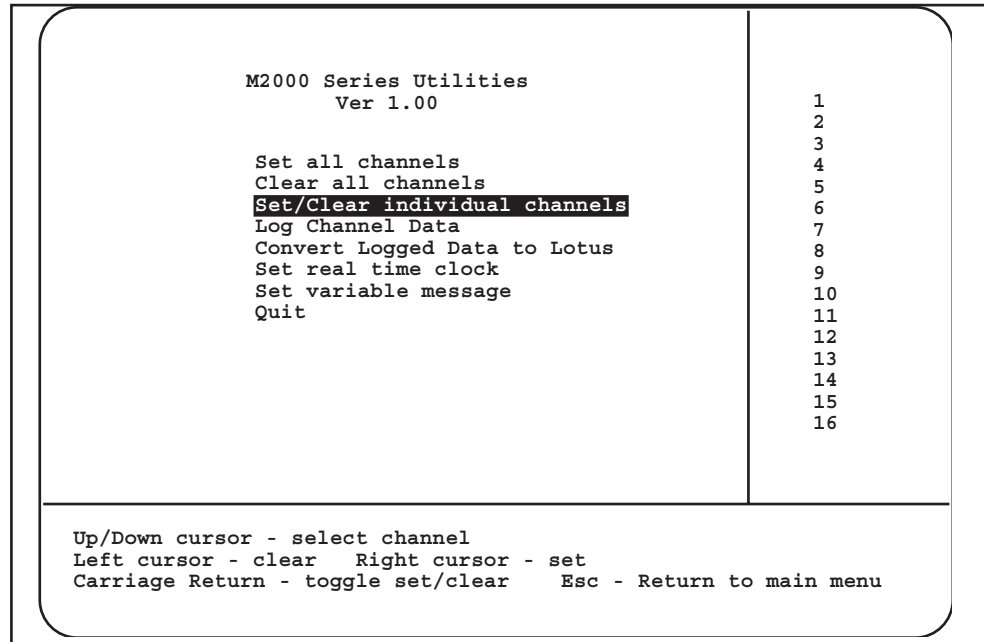 M2000 Series Utilities
Ver 1.00
Set all channels
Clear all channels
Set/Clear individual channels
Log Channel Data
Convert Logged Data to Lotus
Set real time clock
Set variable message
Quit
1
2
3
4
5
6
7
8
9
10
11
12
13
14
15
16
Up/Down cursor - select channel
Left cursor - clear Right cursor - set
Carriage Return - toggle set/clear Esc - Return to main menu